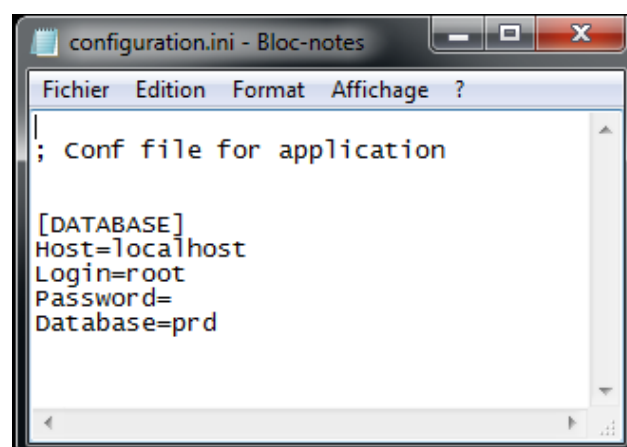 configuration.ini - Bloc-notes
Fichier Edition Format Affichage ?
; Conf file for application
[DATABASE]
Host=localhost
Login=root
Password=
Database=prd